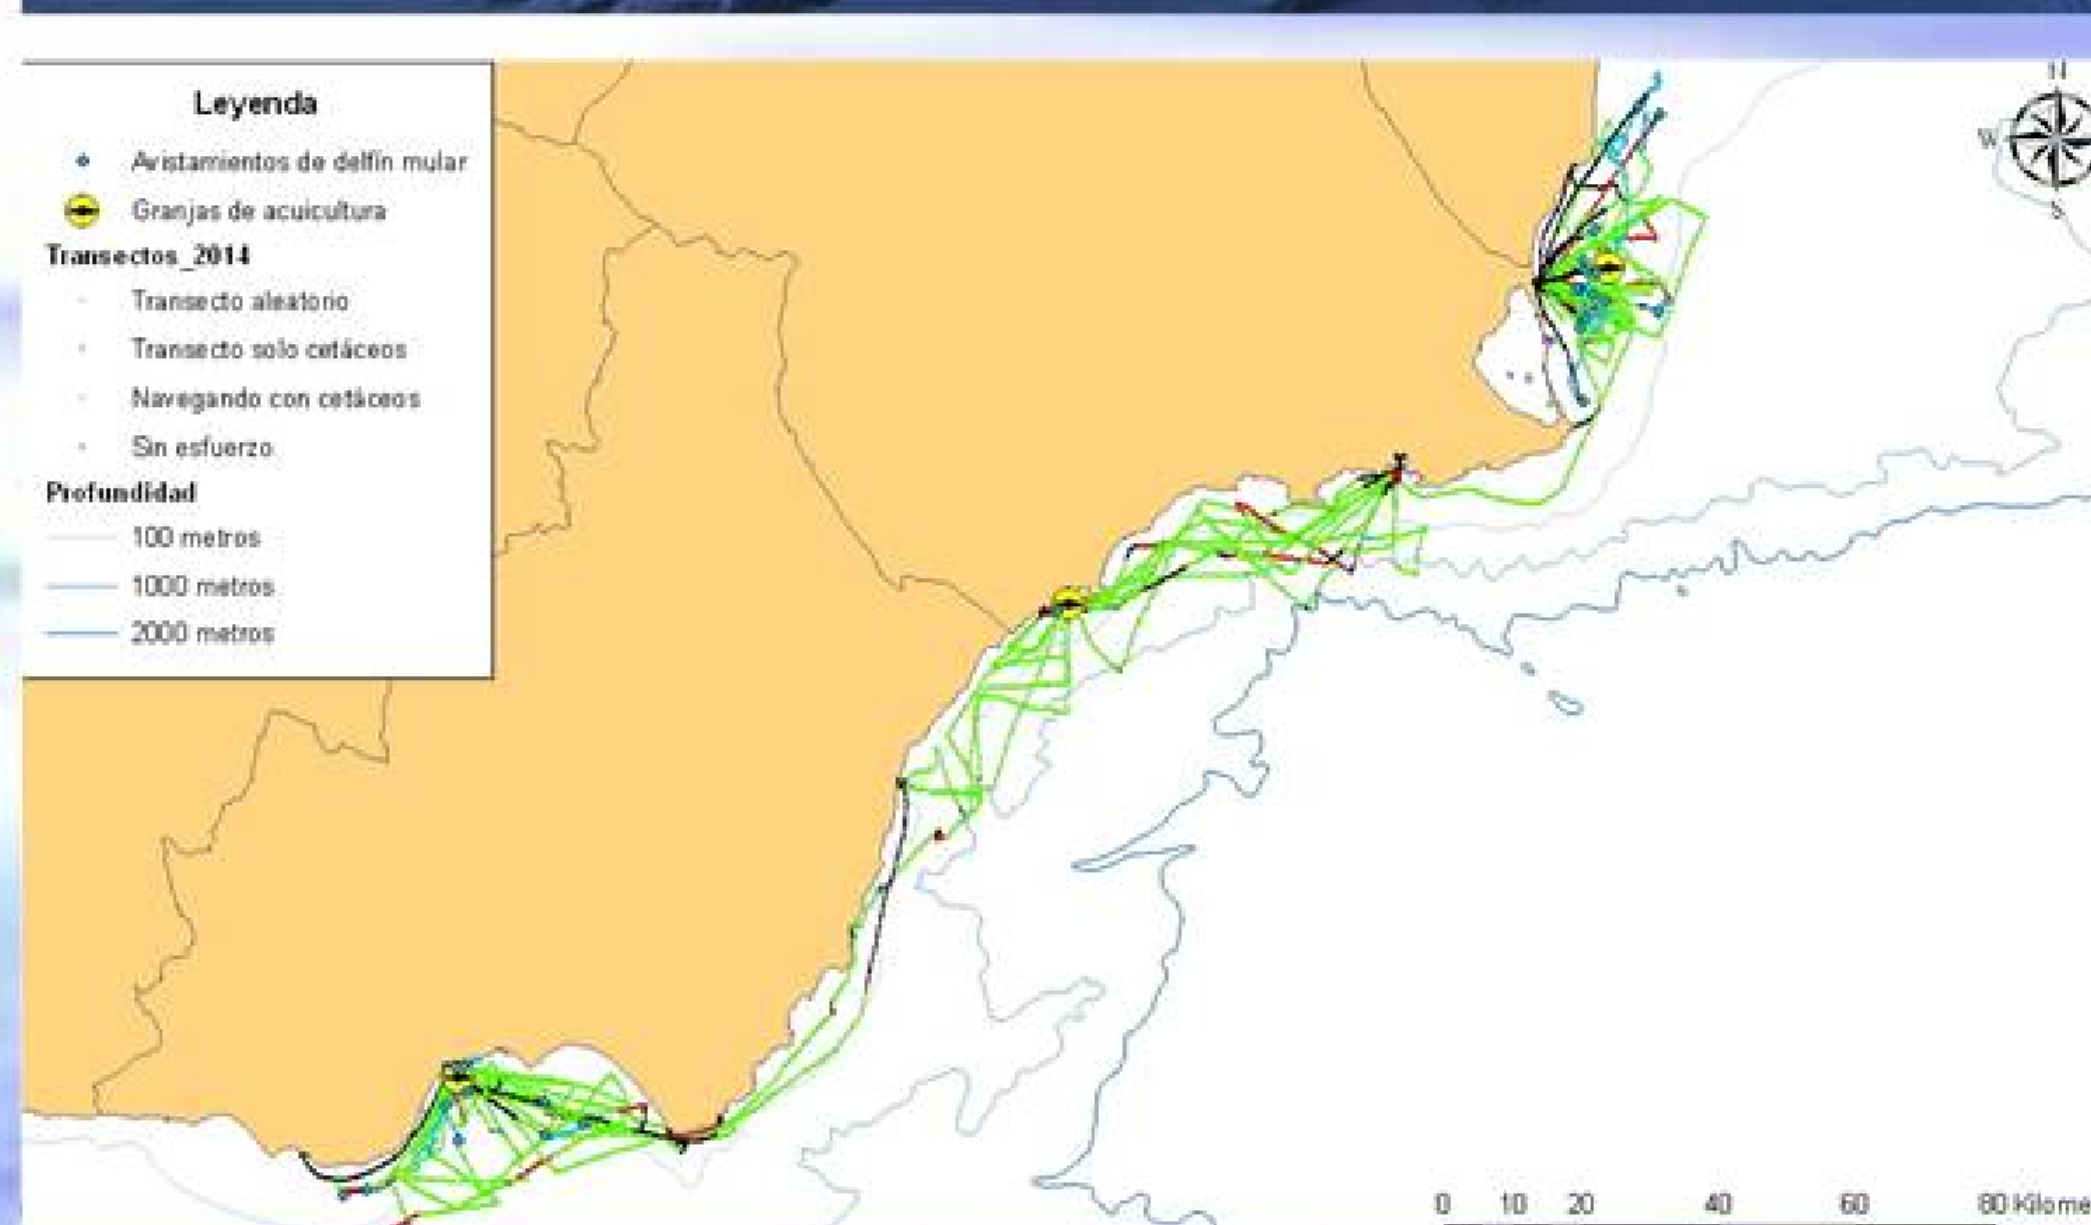 Leyenda
Avistamientos de delfín mular
Granjas de acuicultura
Transectos_2014
Transecto aleatorio
Transecto solo cetáceos
Navegando con cetáceos
Sin esfuerzo
Profundidad
100 metros
1000 metros
2000 metros
N
W
S
0 10 20 40 60 80 Kilome